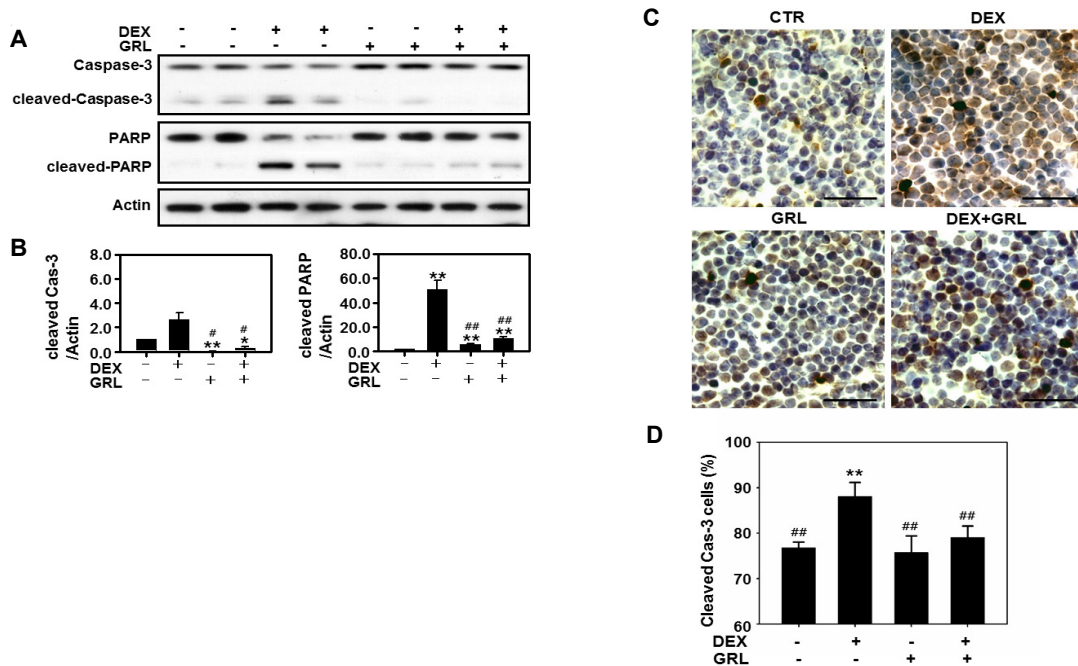 A
DEX - - + + - - + +
GRL - - - - + + + +
Caspase-3
cleaved-Caspase-3
PARP
cleaved-PARP
Actin
B
cleaved Cas-3
/Actin
8.0
6.0
4.0
2.0
0.0
#
**
#
*
– + – +
DEX
– – + +
GRL
cleaved PARP
/Actin
80.0
60.0
40.0
20.0
0.0
**
##
**
##
**
– + – +
DEX
– – + +
GRL
C
CTR DEX
GRL DEX+GRL
D
Cleaved Cas-3 cells (%)
100
90
80
70
60
##
**
##
##
DEX - + - +
GRL - - + +